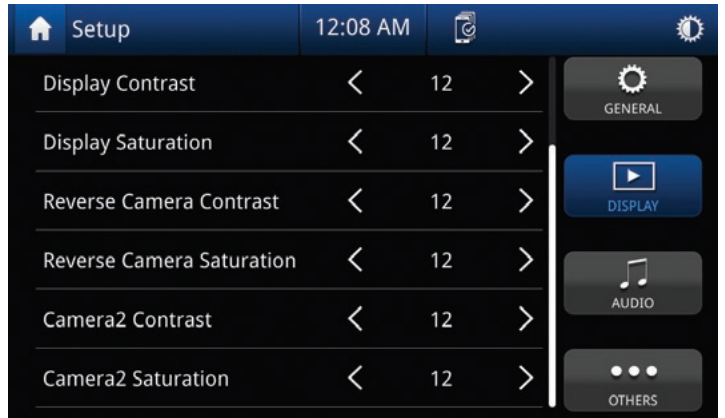 Setup 12:08 AM
Display Contrast 12
Display Saturation 12
Reverse Camera Contrast 12
Reverse Camera Saturation 12
Camera2 Contrast 12
Camera2 Saturation 12
GENERAL
DISPLAY
AUDIO
OTHERS